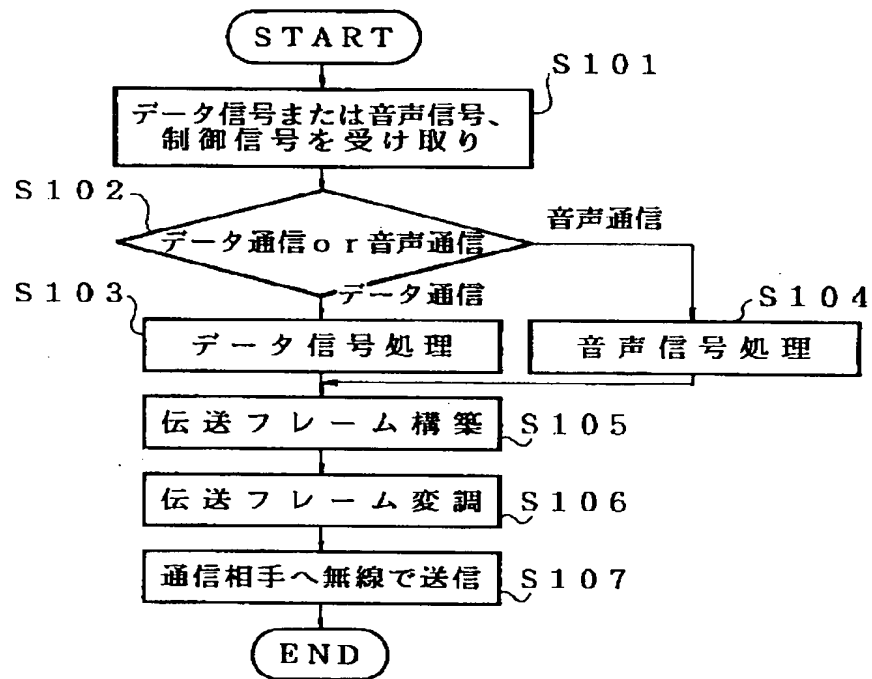 START
S101
データ信号または音声信号、
制御信号を受け取り
S102
データ通信or音声通信
音声通信
データ通信
S103
データ信号処理
S104
音声信号処理
伝送フレーム構築
S105
伝送フレーム変調
S106
通信相手へ無線で送信
S107
END